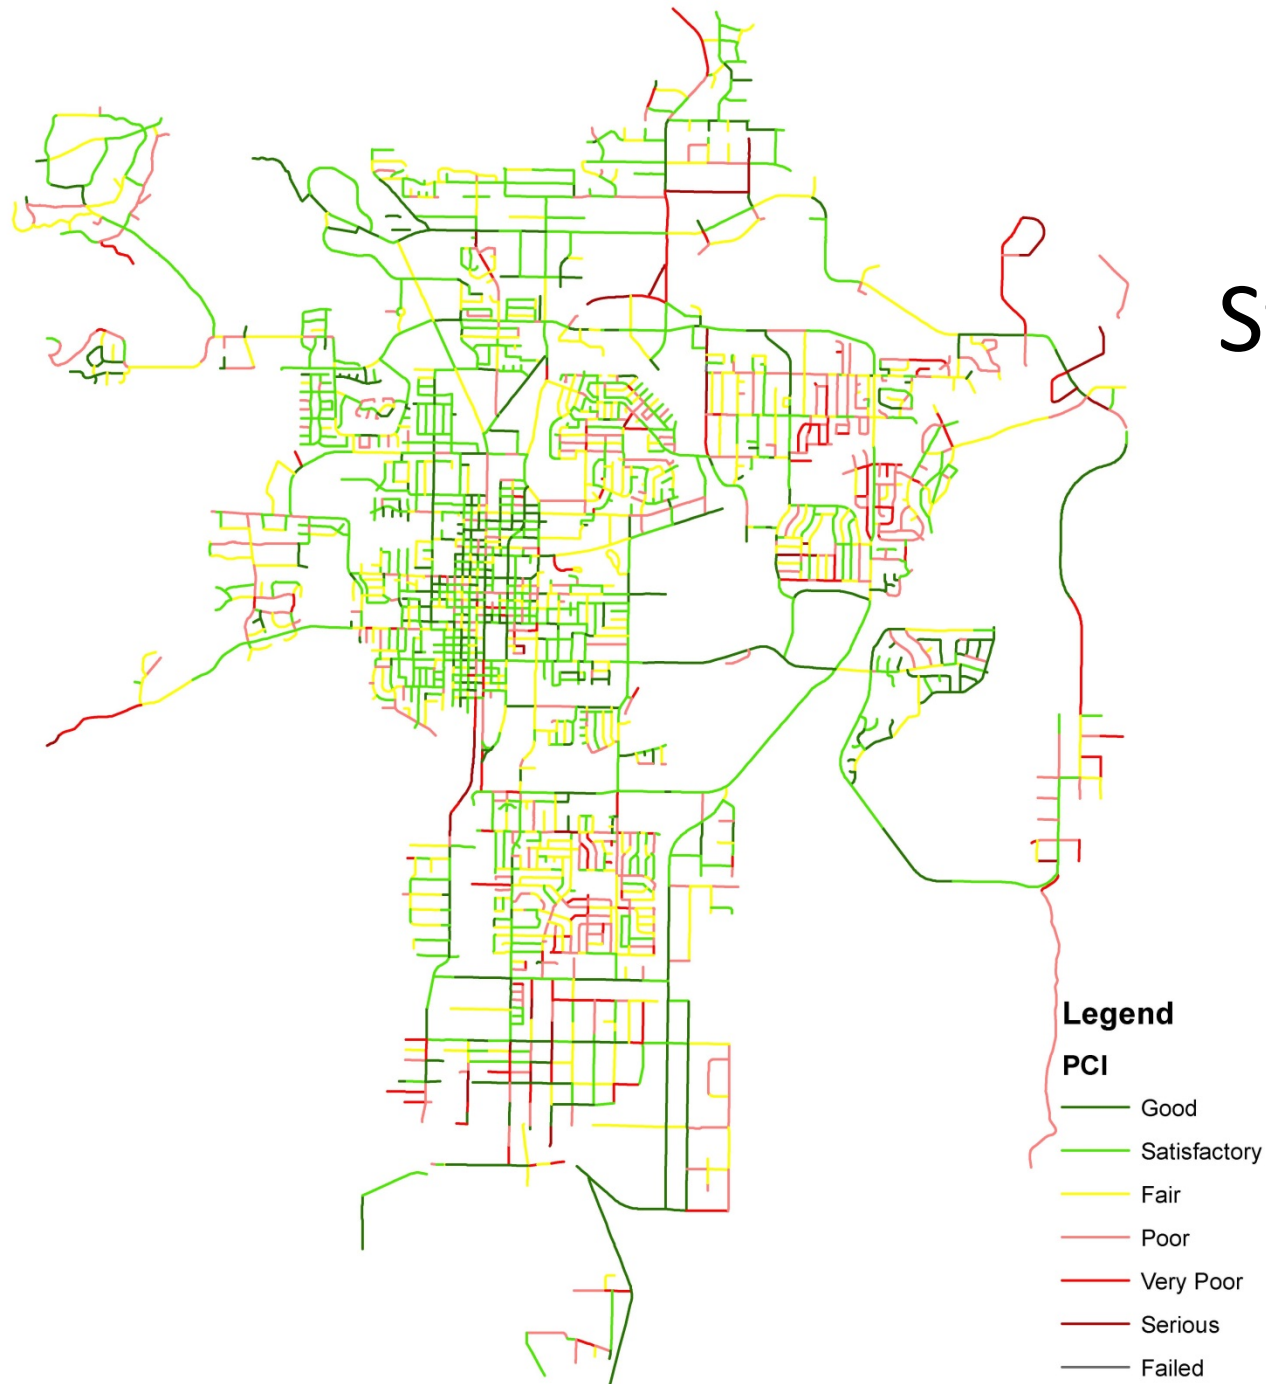 Legend
PCI
Good
Satisfactory
Fair
Poor
Very Poor
Serious
Failed